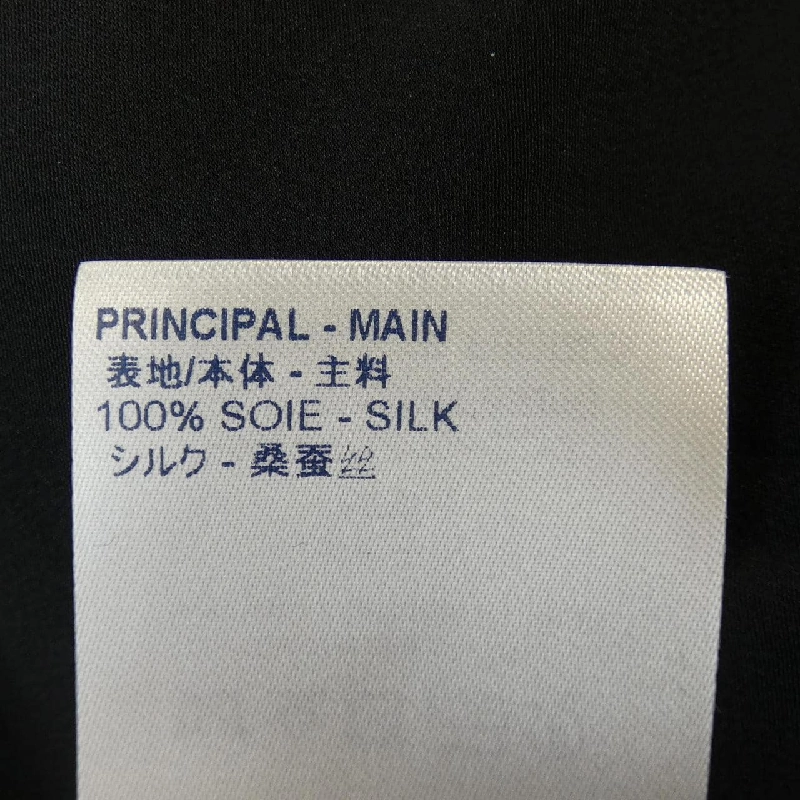 PRINCIPAL - MAIN
表地/本体 - 主料
100% SOIE - SILK
シルク - 桑蚕丝